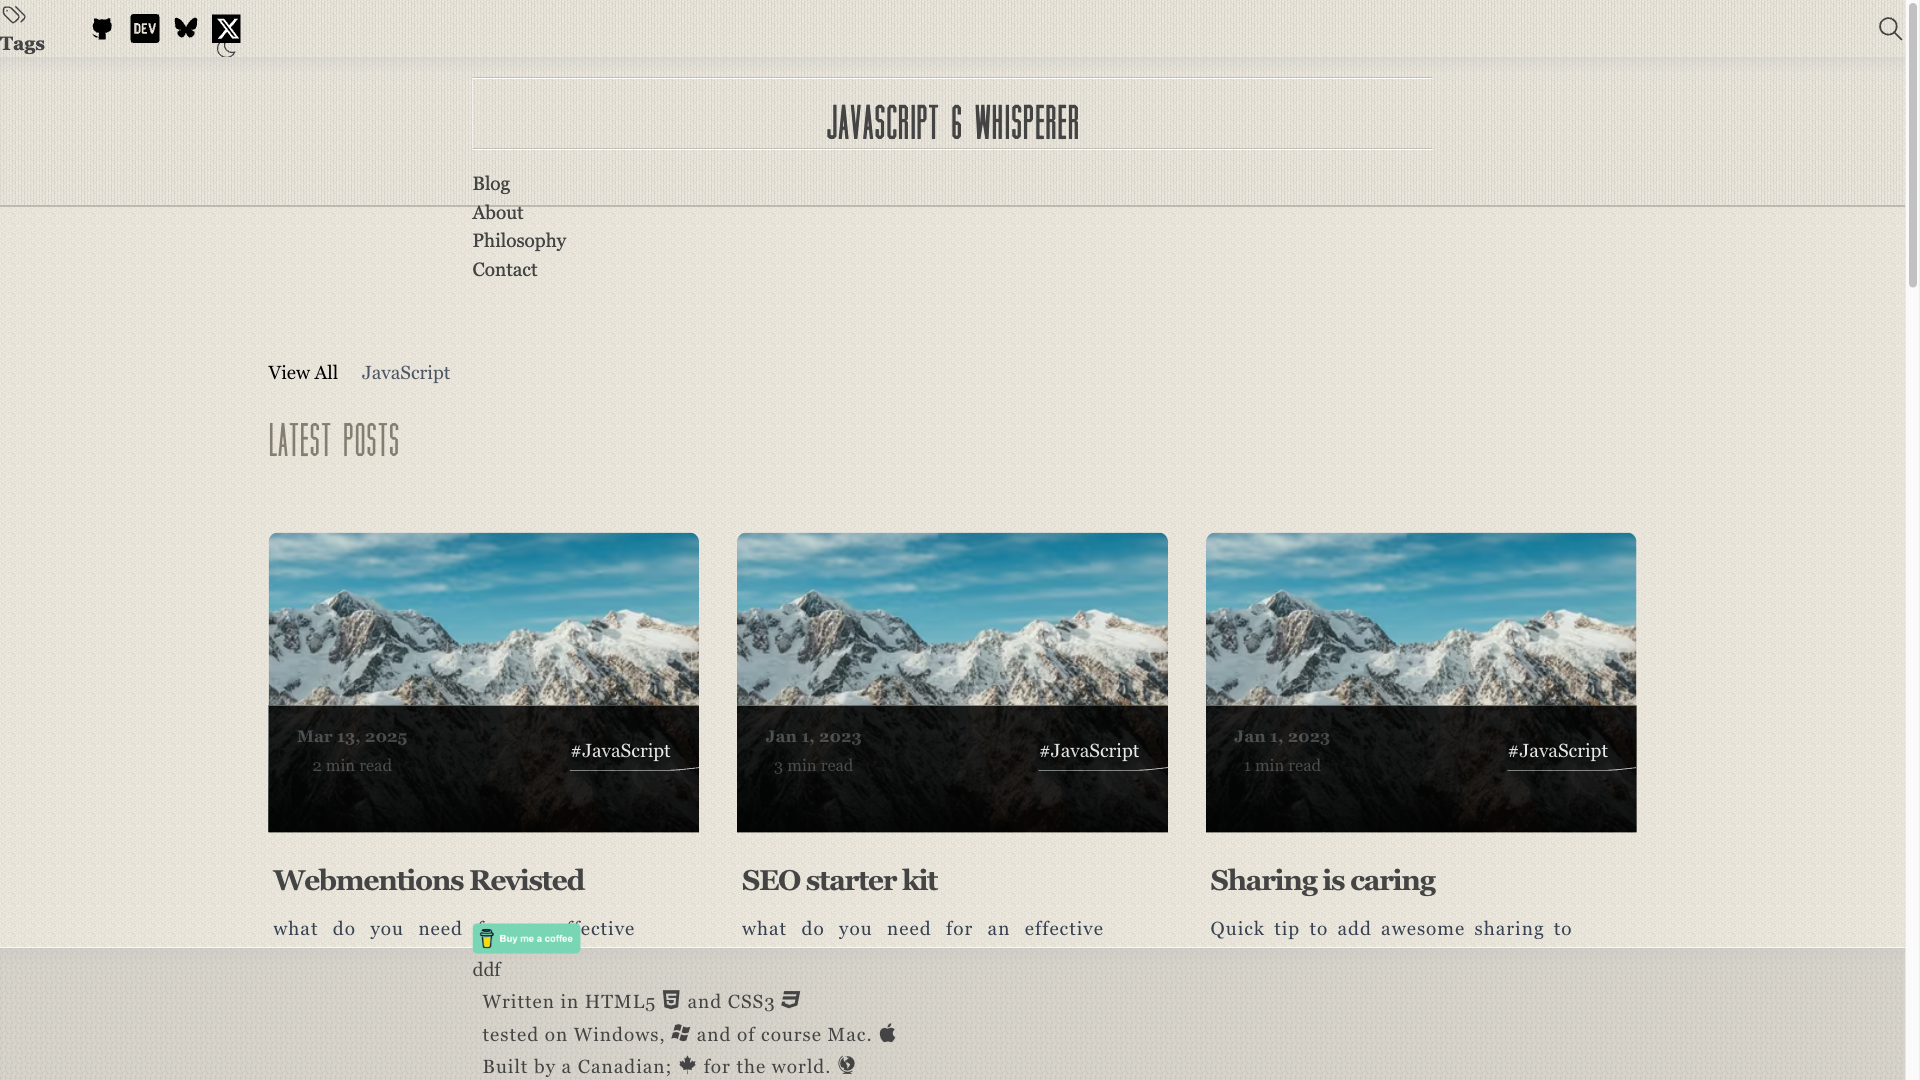 Tags
DEV
JAVASCRIPT 6 WHISPERER
Blog
About
Philosophy
Contact
View All JavaScript
LATEST POSTS
Mar 13, 2025
2 min read
#JavaScript
Jan 1, 2023
3 min read
#JavaScript
Jan 1, 2023
1 min read
#JavaScript
Webmentions Revisted
what do you need
SEO starter kit
what do you need for an effective
Sharing is caring
Quick tip to add awesome sharing to
Buy me a coffee
ddf
Written in HTML5 and CSS3
tested on Windows, and of course Mac.
Built by a Canadian; for the world.